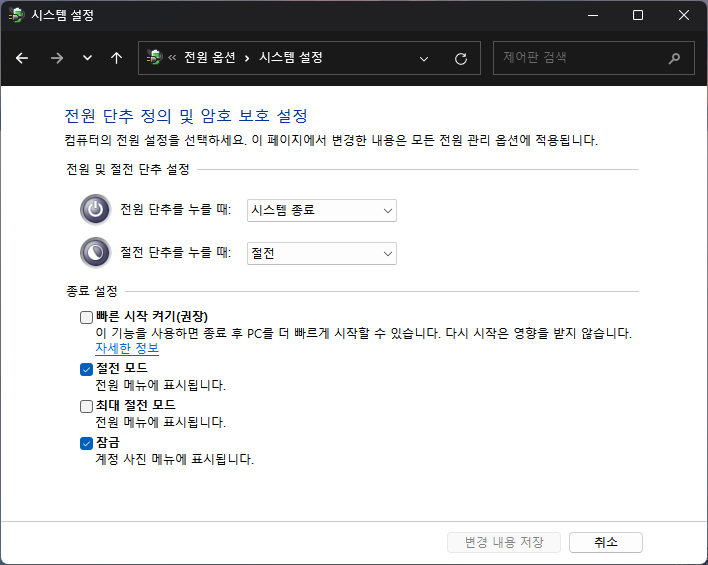 시스템 설정
« 전원 옵션 › 시스템 설정
제어판 검색
전원 단추 정의 및 암호 보호 설정
컴퓨터의 전원 설정을 선택하세요. 이 페이지에서 변경한 내용은 모든 전원 관리 옵션에 적용됩니다.
전원 및 절전 단추 설정
전원 단추를 누를 때: 시스템 종료
절전 단추를 누를 때: 절전
종료 설정
빠른 시작 켜기(권장)
이 기능을 사용하면 종료 후 PC를 더 빠르게 시작할 수 있습니다. 다시 시작은 영향을 받지 않습니다.
자세한 정보
절전 모드
전원 메뉴에 표시됩니다.
최대 절전 모드
전원 메뉴에 표시됩니다.
잠금
계정 사진 메뉴에 표시됩니다.
변경 내용 저장 취소